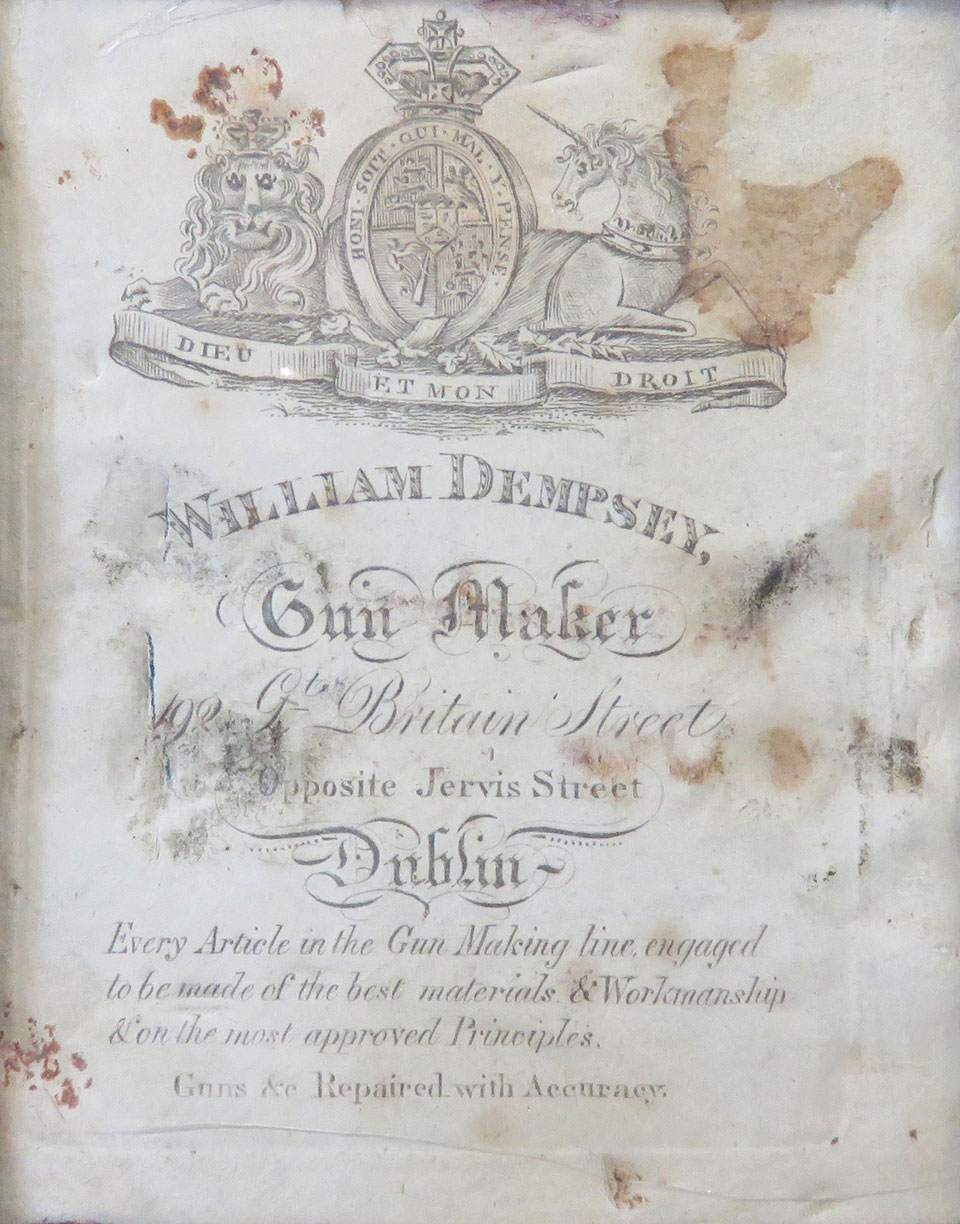 HONI · SOIT · QUI · MAL · Y · PENSE ·
DIEU ET MON DROIT
WILLIAM DEMPSEY,
Gun Maker
192 Gt. Britain Street
Opposite Jervis Street
Dublin
Every Article in the Gun Making line, engaged
to be made of the best materials & Workmanship
& on the most approved Principles.
Guns &c Repaired with Accuracy.